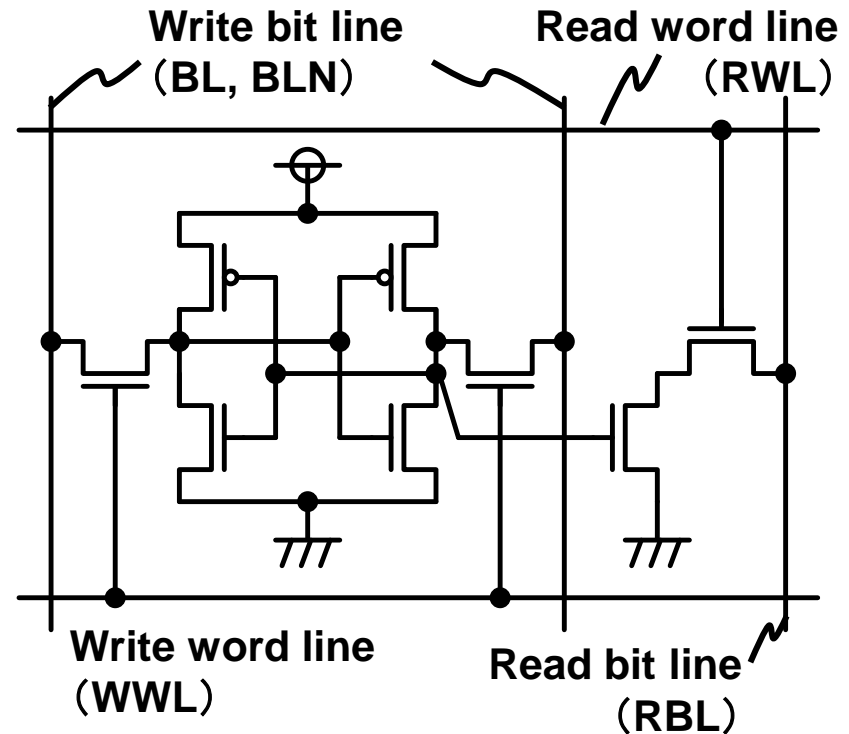 Write bit line
（BL, BLN）
Read word line
（RWL）
Write word line
（WWL）
Read bit line
（RBL）